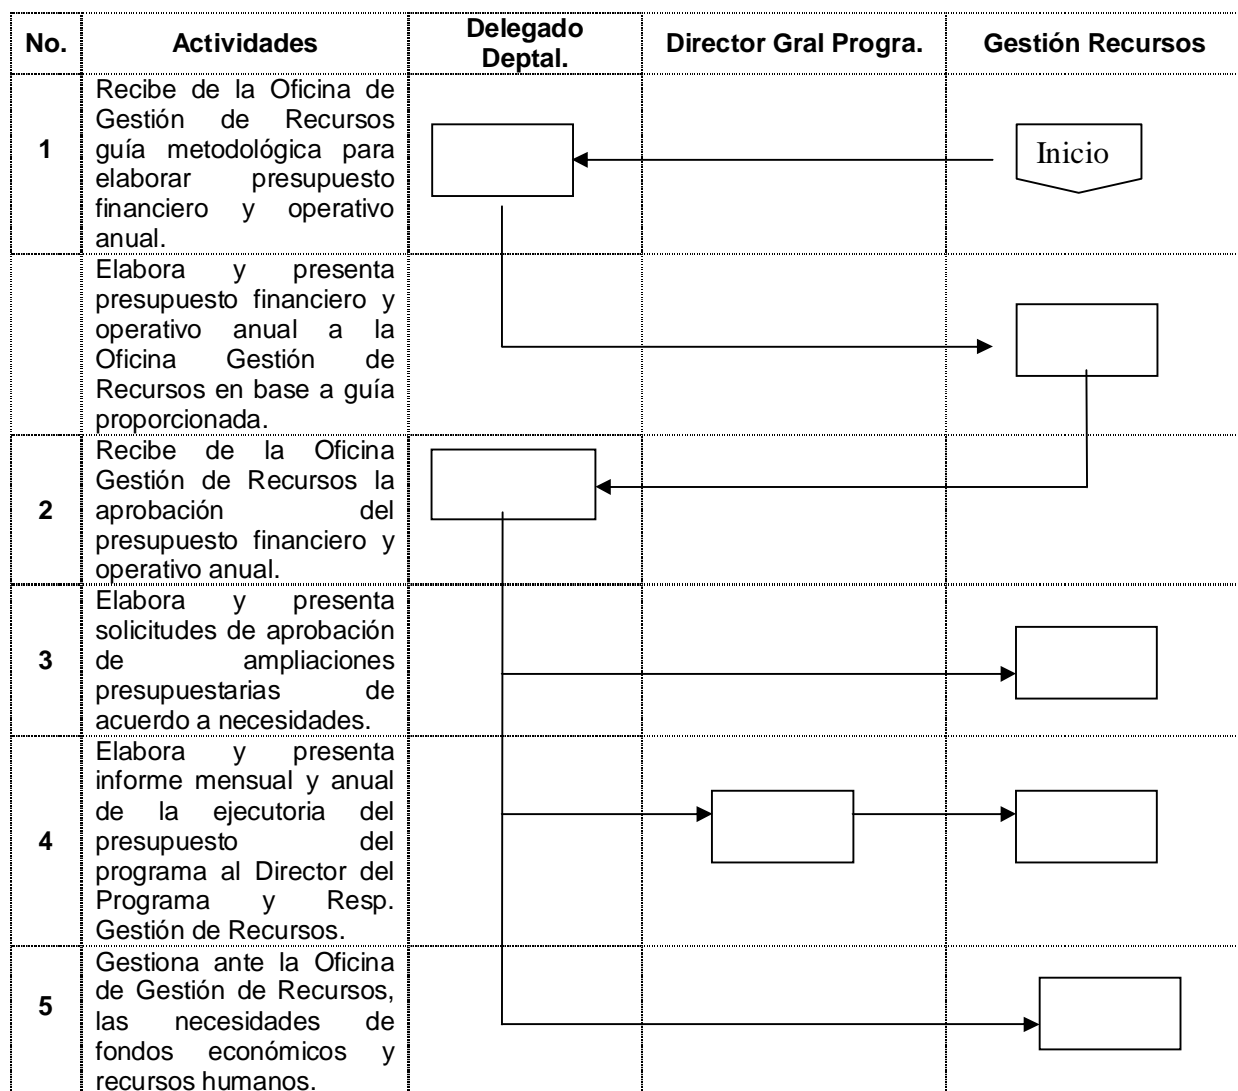 No.
Actividades
Delegado
Deptal.
Director Gral Progra.
Gestión Recursos
1
Recibe de la Oficina de
Gestión de Recursos
guía metodológica para
elaborar presupuesto
financiero y operativo
anual.
Inicio
Elabora y presenta
presupuesto financiero y
operativo anual a la
Oficina Gestión de
Recursos en base a guía
proporcionada.
2
Recibe de la Oficina
Gestión de Recursos la
aprobación del
presupuesto financiero y
operativo anual.
3
Elabora y presenta
solicitudes de aprobación
de ampliaciones
presupuestarias de
acuerdo a necesidades.
4
Elabora y presenta
informe mensual y anual
de la ejecutoria del
presupuesto del
programa al Director del
Programa y Resp.
Gestión de Recursos.
5
Gestiona ante la Oficina
de Gestión de Recursos,
las necesidades de
fondos económicos y
recursos humanos.